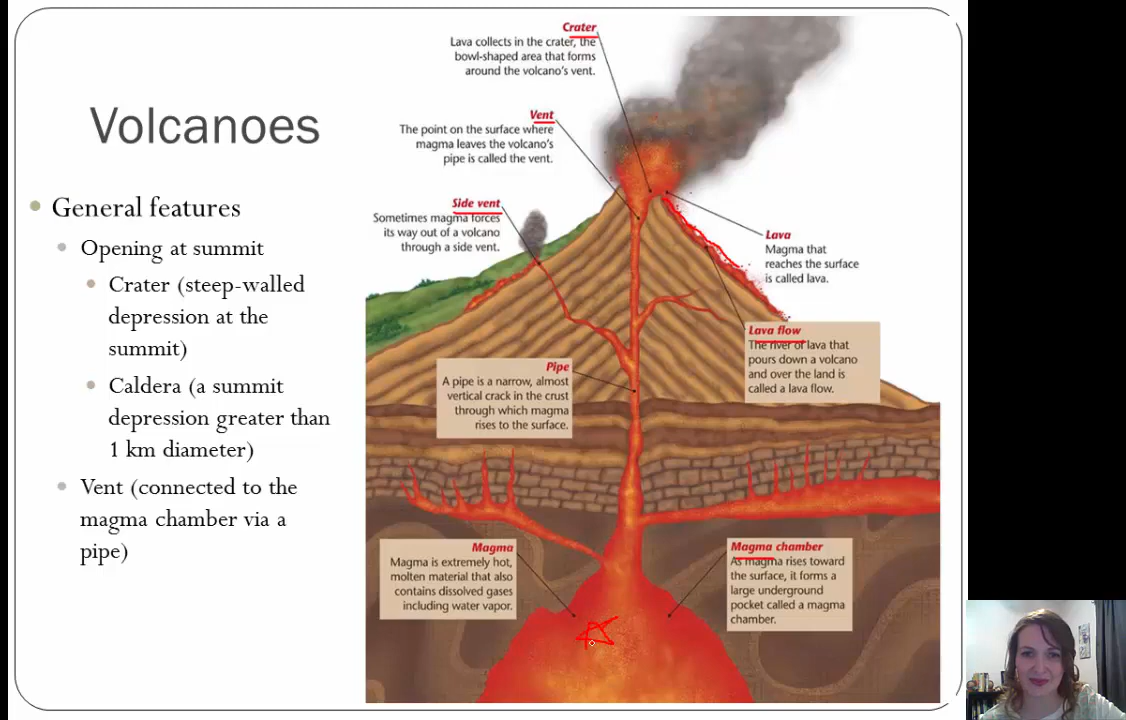 Volcanoes
General features
Opening at summit
Crater (steep-walled
depression at the
summit)
Caldera (a summit
depression greater than
1 km diameter)
Vent (connected to the
magma chamber via a
pipe)
Crater
Lava collects in the crater, the
bowl-shaped area that forms
around the volcano's vent.
Vent
The point on the surface where
magma leaves the volcano's
pipe is called the vent.
Side vent
Sometimes magma forces
its way out of a volcano
through a side vent.
Lava
Magma that
reaches the surface
is called lava.
Lava flow
The river of lava that
pours down a volcano
and over the land is
called a lava flow.
Pipe
A pipe is a narrow, almost
vertical crack in the crust
through which magma
rises to the surface.
Magma
Magma is extremely hot,
molten material that also
contains dissolved gases
including water vapor.
Magma chamber
As magma rises toward
the surface, it forms a
large underground
pocket called a magma
chamber.